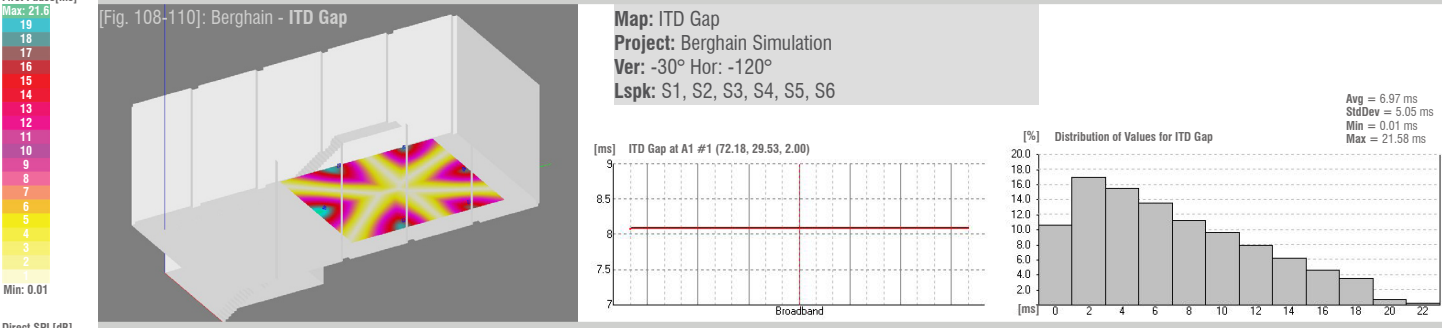 Max: 21.6
19
18
17
16
15
14
13
12
11
10
9
8
7
6
5
4
3
2
1
Min: 0.01
Direct SPL [dB]
[Fig. 108-110]: Berghain - ITD Gap
Map: ITD Gap
Project: Berghain Simulation
Ver: -30° Hor: -120°
Lspk: S1, S2, S3, S4, S5, S6
[ms] ITD Gap at A1 #1 (72.18, 29.53, 2.00)
9
8.5
8
7.5
7
Broadband
Avg = 6.97 ms
StdDev = 5.05 ms
Min = 0.01 ms
Max = 21.58 ms
[%] Distribution of Values for ITD Gap
20.0
18.0
16.0
14.0
12.0
10.0
8.0
6.0
4.0
2.0
[ms] 0 2 4 6 8 10 12 14 16 18 20 22